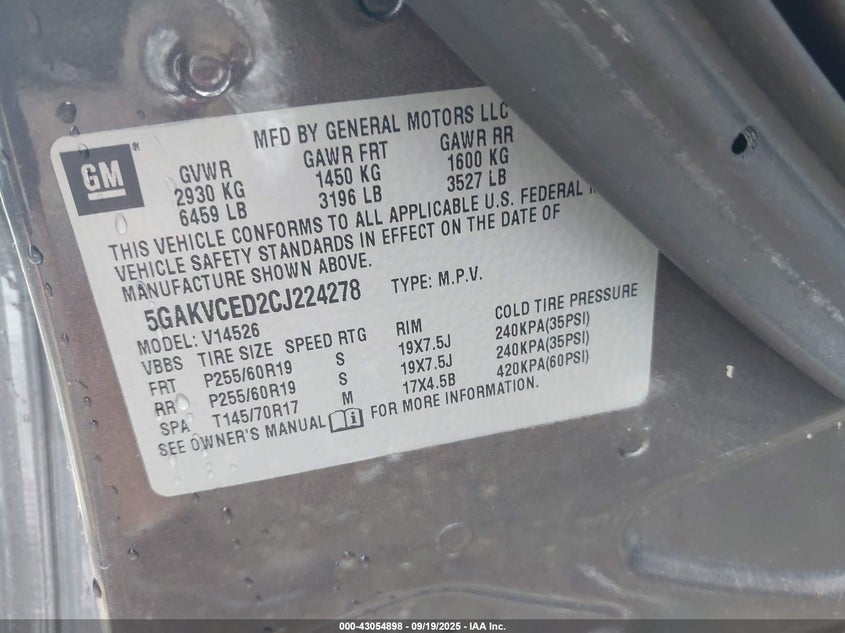 GM
MFD BY GENERAL MOTORS LLC
GVWR GAWR FRT GAWR RR
2930 KG 1450 KG 1600 KG
6459 LB 3196 LB 3527 LB
THIS VEHICLE CONFORMS TO ALL APPLICABLE U.S. FEDERAL
VEHICLE SAFETY STANDARDS IN EFFECT ON THE DATE OF
MANUFACTURE SHOWN ABOVE.
5GAKVCED2CJ224278 TYPE: M.P.V.
MODEL: V14526
VBBS TIRE SIZE SPEED RTG RIM COLD TIRE PRESSURE
FRT P255/60R19 S 19X7.5J 240KPA(35PSI)
RR P255/60R19 S 19X7.5J 240KPA(35PSI)
SPA T145/70R17 M 17X4.5B 420KPA(60PSI)
SEE OWNER'S MANUAL FOR MORE INFORMATION.
000-43054898 - 09/19/2025 - IAA Inc.